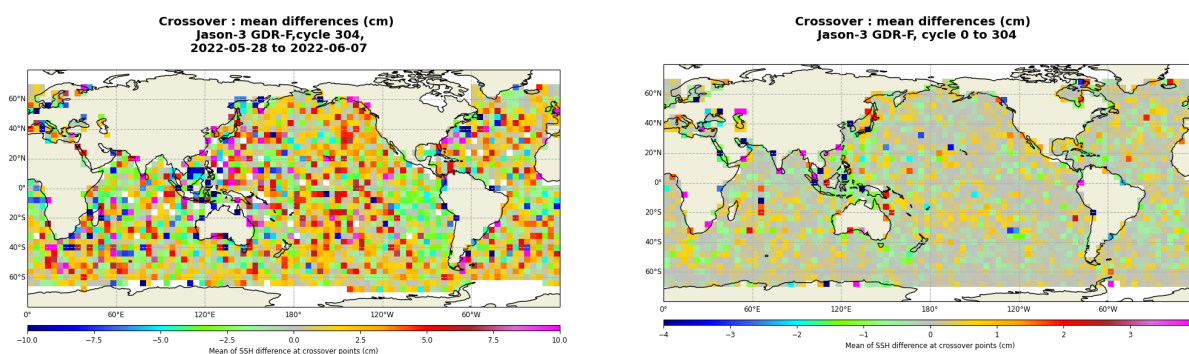 Crossover : mean differences (cm)
Jason-3 GDR-F,cycle 304,
2022-05-28 to 2022-06-07
60°N
40°N
20°N
0°
20°S
40°S
60°S
0° 60°E 120°E 180° 120°W 60°W
−10.0 −7.5 −5.0 −2.5 0.0 2.5 5.0 7.5 10.0
Mean of SSH difference at crossover points (cm)
Crossover : mean differences (cm)
Jason-3 GDR-F, cycle 0 to 304
60°N
40°N
20°N
0°
20°S
40°S
60°S
0° 60°E 120°E 180° 120°W 60°W
−4 −3 −2 −1 0 1 2 3
Mean of SSH difference at crossover points (cm)